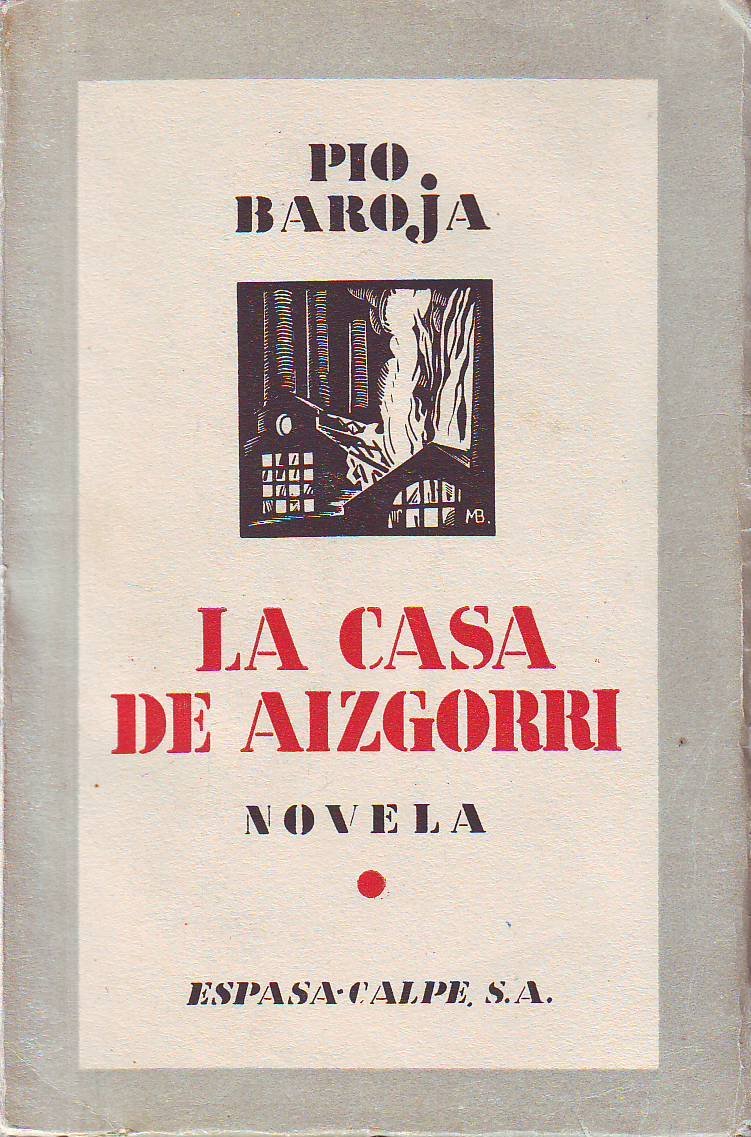 PIO
BAROJA
MB.
LA CASA
DE AIZGORRI
NOVELA
ESPASA-CALPE, S.A.